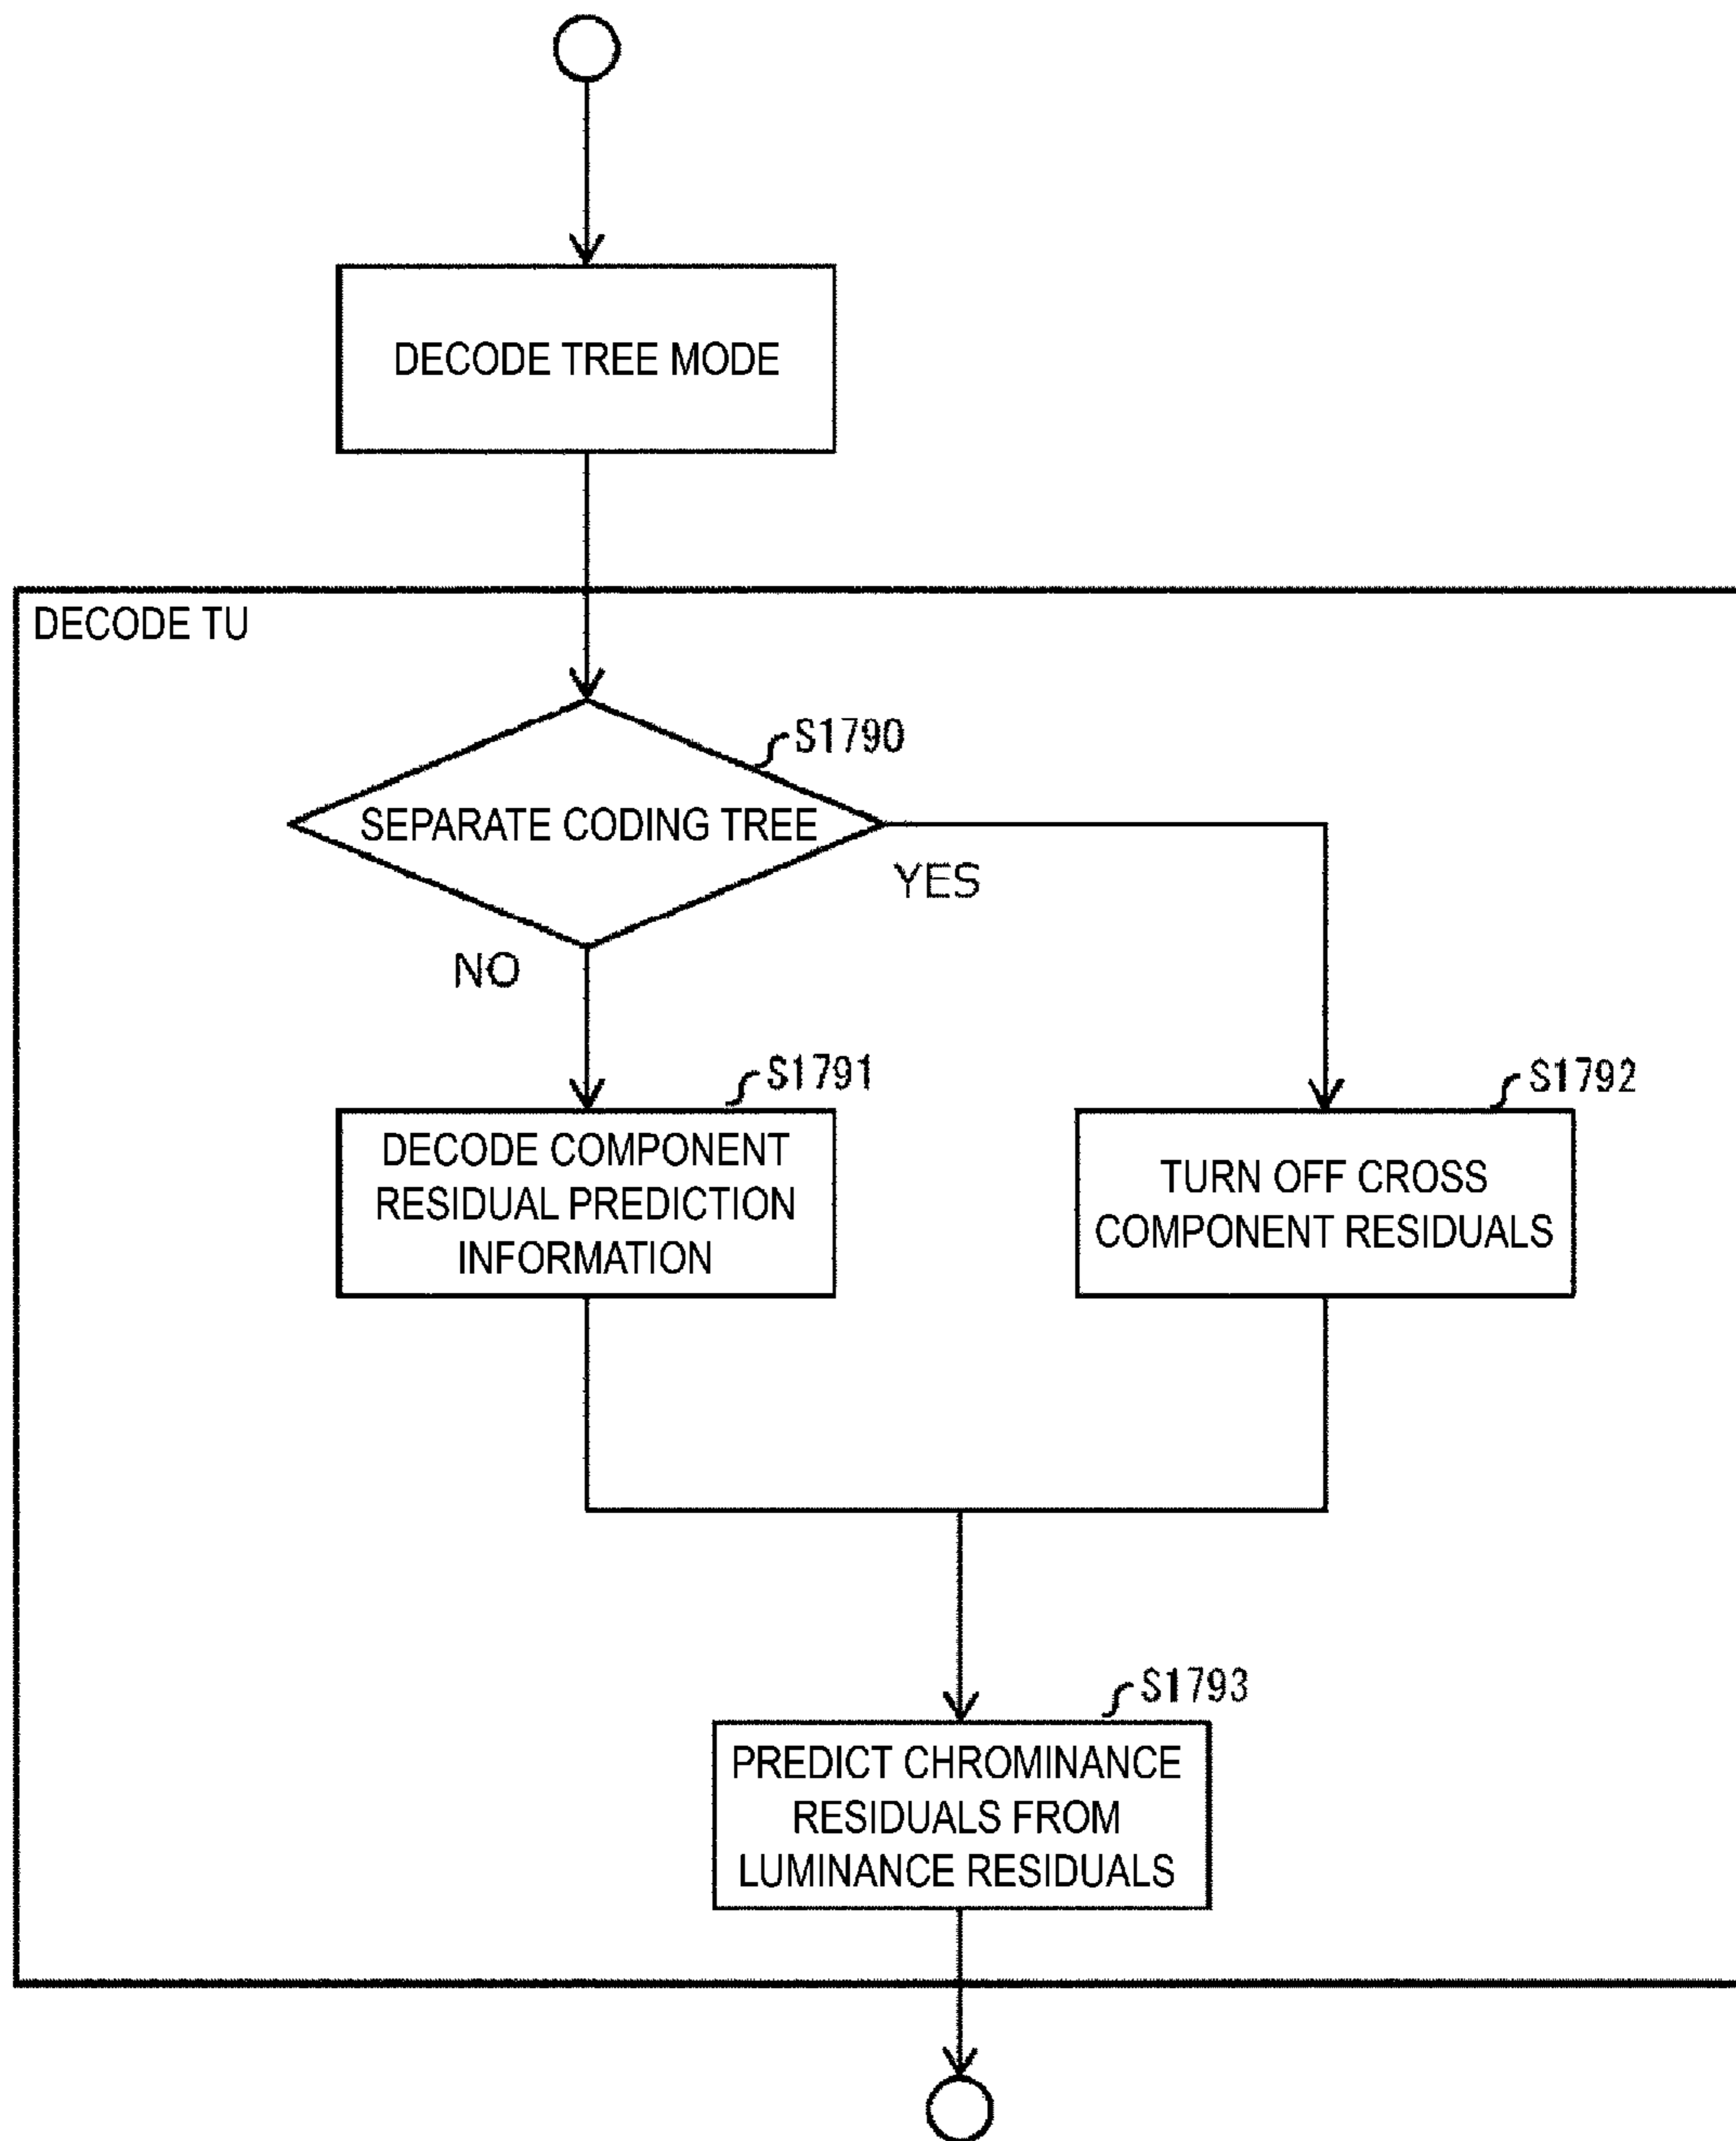 DECODE TREE MODE
DECODE TU
S1790
SEPARATE CODING TREE
YES
NO
S1791
DECODE COMPONENT
RESIDUAL PREDICTION
INFORMATION
S1792
TURN OFF CROSS
COMPONENT RESIDUALS
S1793
PREDICT CHROMINANCE
RESIDUALS FROM
LUMINANCE RESIDUALS